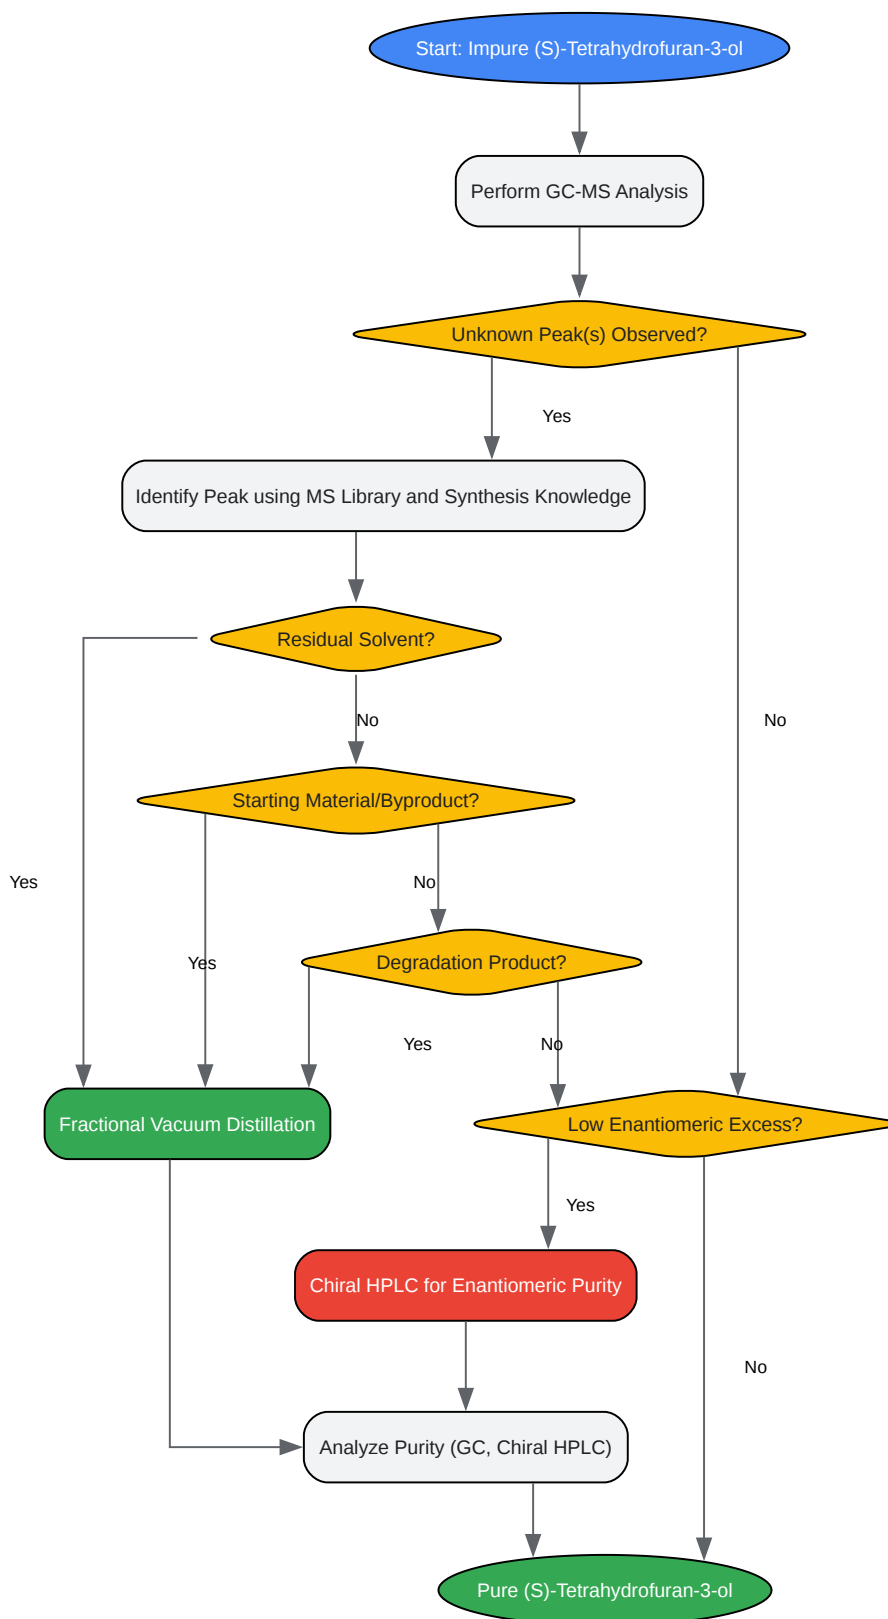 Start: Impure (S)-Tetrahydrofuran-3-ol
Perform GC-MS Analysis
Unknown Peak(s) Observed?
Yes
Identify Peak using MS Library and Synthesis Knowledge
Residual Solvent?
No
No
Starting Material/Byproduct?
Yes
No
Yes
Degradation Product?
Yes
No
Fractional Vacuum Distillation
Low Enantiomeric Excess?
Yes
Chiral HPLC for Enantiomeric Purity
No
Analyze Purity (GC, Chiral HPLC)
Pure (S)-Tetrahydrofuran-3-ol